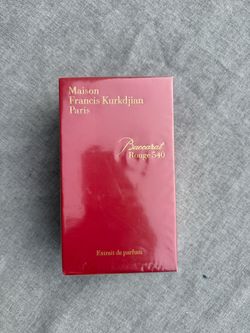 Maison
Francis Kurkdjian
Paris
Baccarat
Rouge 540
Extrait de parfum